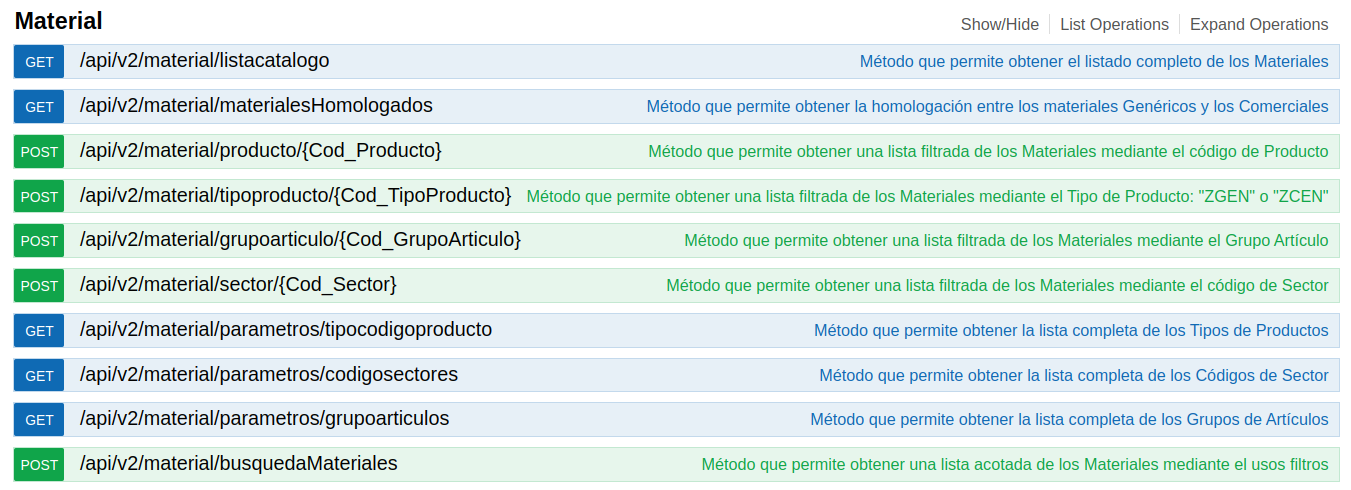 Material
Show/Hide List Operations Expand Operations
GET /api/v2/material/listacatalogo Método que permite obtener el listado completo de los Materiales
GET /api/v2/material/materialesHomologados Método que permite obtener la homologación entre los materiales Genéricos y los Comerciales
POST /api/v2/material/producto/{Cod_Producto} Método que permite obtener una lista filtrada de los Materiales mediante el código de Producto
POST /api/v2/material/tipoproducto/{Cod_TipoProducto} Método que permite obtener una lista filtrada de los Materiales mediante el Tipo de Producto: "ZGEN" o "ZCEN"
POST /api/v2/material/grupoarticulo/{Cod_GrupoArticulo} Método que permite obtener una lista filtrada de los Materiales mediante el Grupo Artículo
POST /api/v2/material/sector/{Cod_Sector} Método que permite obtener una lista filtrada de los Materiales mediante el código de Sector
GET /api/v2/material/parametros/tipocodigoproducto Método que permite obtener la lista completa de los Tipos de Productos
GET /api/v2/material/parametros/codigosectores Método que permite obtener la lista completa de los Códigos de Sector
GET /api/v2/material/parametros/grupoarticulos Método que permite obtener la lista completa de los Grupos de Artículos
POST /api/v2/material/busquedaMateriales Método que permite obtener una lista acotada de los Materiales mediante el usos filtros